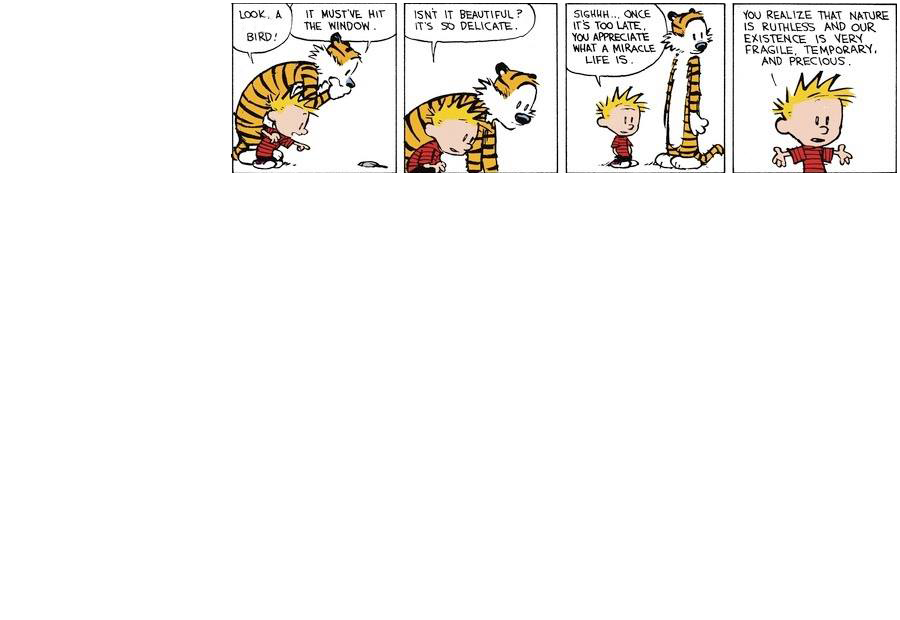 LOOK, A
BIRD!
IT MUST'VE HIT
THE WINDOW.
ISN'T IT BEAUTIFUL?
IT'S SO DELICATE.
SIGHHH... ONCE
IT'S TOO LATE,
YOU APPRECIATE
WHAT A MIRACLE
LIFE IS.
YOU REALIZE THAT NATURE
IS RUTHLESS AND OUR
EXISTENCE IS VERY
FRAGILE, TEMPORARY,
AND PRECIOUS.